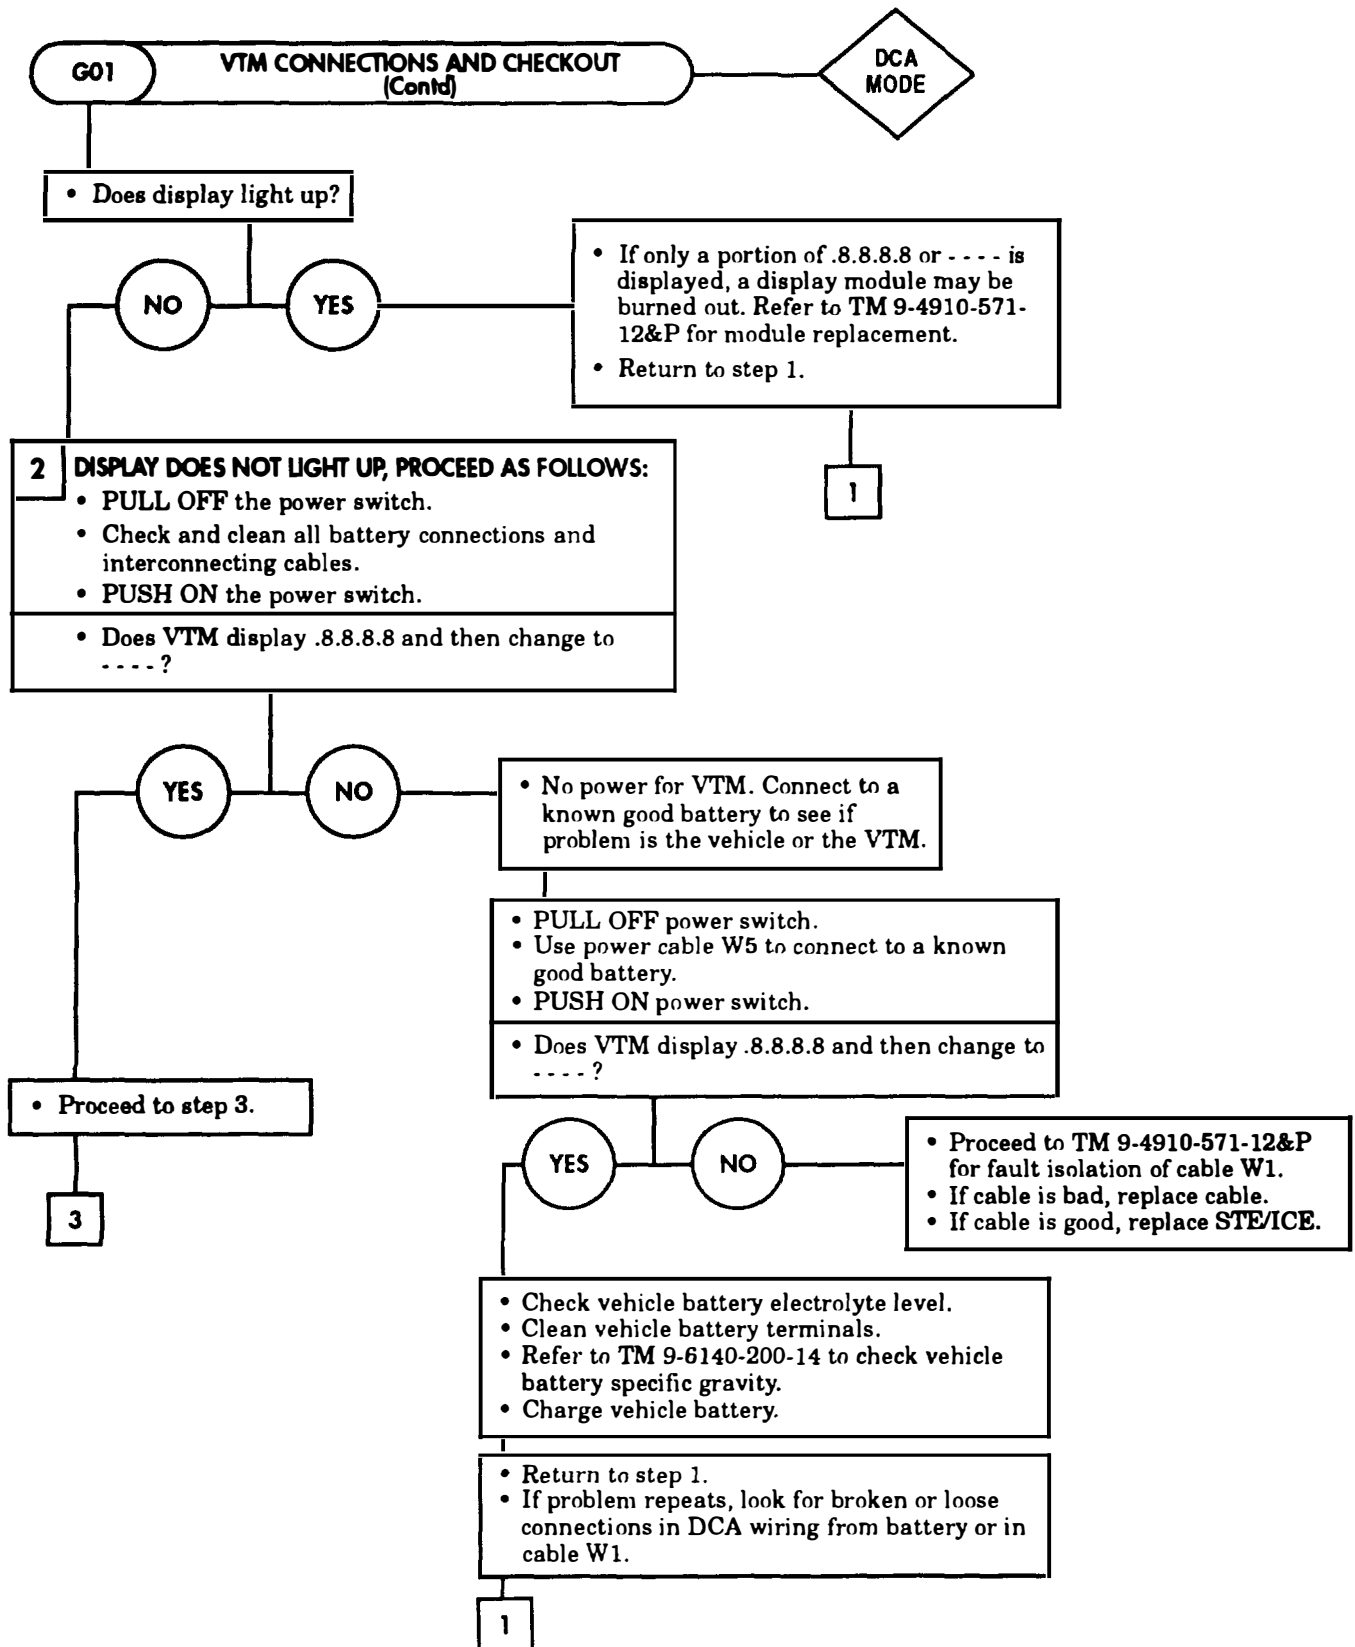 G01
VTM CONNECTIONS AND CHECKOUT
(Contd)
DCA
MODE
• Does display light up?
NO
YES
• If only a portion of .8.8.8.8 or - - - - is
displayed, a display module may be
burned out. Refer to TM 9-4910-571-
12&P for module replacement.
• Return to step 1.
1
2 DISPLAY DOES NOT LIGHT UP, PROCEED AS FOLLOWS:
• PULL OFF the power switch.
• Check and clean all battery connections and
interconnecting cables.
• PUSH ON the power switch.
• Does VTM display .8.8.8.8 and then change to
- - - - ?
YES
NO
• No power for VTM. Connect to a
known good battery to see if
problem is the vehicle or the VTM.
• PULL OFF power switch.
• Use power cable W5 to connect to a known
good battery.
• PUSH ON power switch.
• Does VTM display .8.8.8.8 and then change to
- - - - ?
• Proceed to step 3.
3
YES
NO
• Proceed to TM 9-4910-571-12&P
for fault isolation of cable W1.
• If cable is bad, replace cable.
• If cable is good, replace STE/ICE.
• Check vehicle battery electrolyte level.
• Clean vehicle battery terminals.
• Refer to TM 9-6140-200-14 to check vehicle
battery specific gravity.
• Charge vehicle battery.
• Return to step 1.
• If problem repeats, look for broken or loose
connections in DCA wiring from battery or in
cable W1.
1